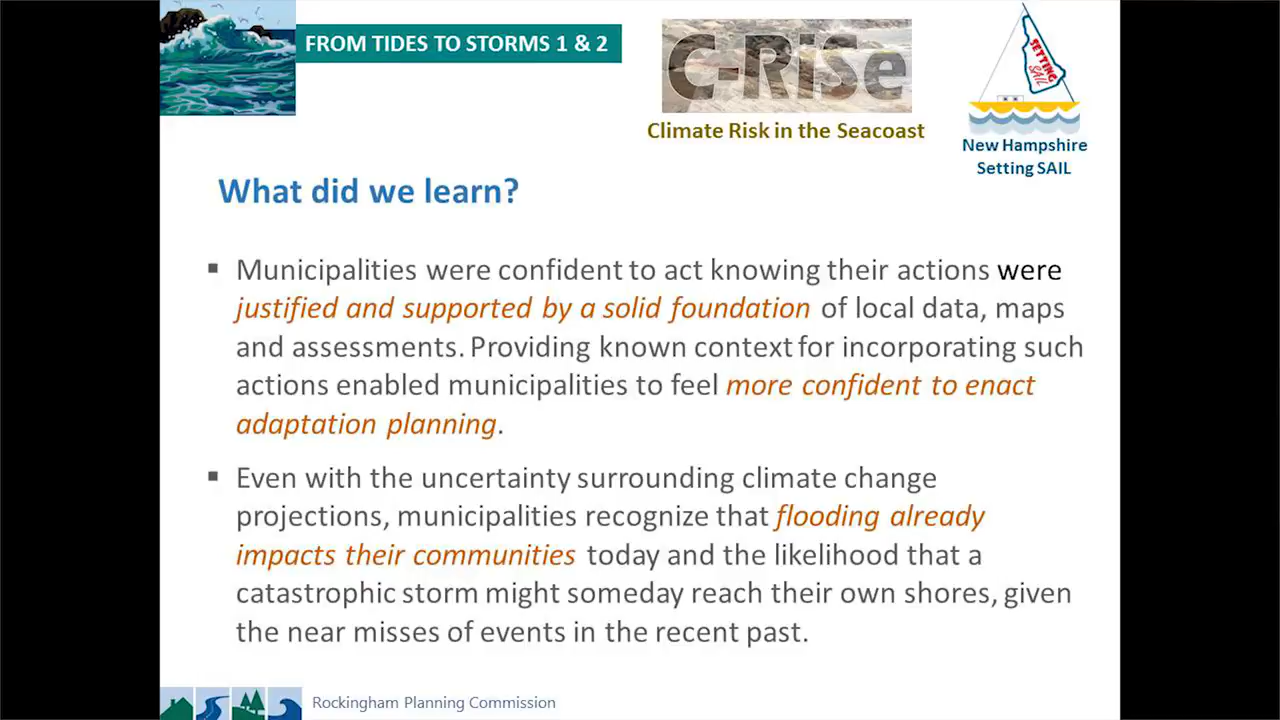 FROM TIDES TO STORMS 1 & 2
C-RiSe
Climate Risk in the Seacoast
SETTING
SAIL
New Hampshire
Setting SAIL
What did we learn?
▪ Municipalities were confident to act knowing their actions were
justified and supported by a solid foundation of local data, maps
and assessments. Providing known context for incorporating such
actions enabled municipalities to feel more confident to enact
adaptation planning.
▪ Even with the uncertainty surrounding climate change
projections, municipalities recognize that flooding already
impacts their communities today and the likelihood that a
catastrophic storm might someday reach their own shores, given
the near misses of events in the recent past.
Rockingham Planning Commission